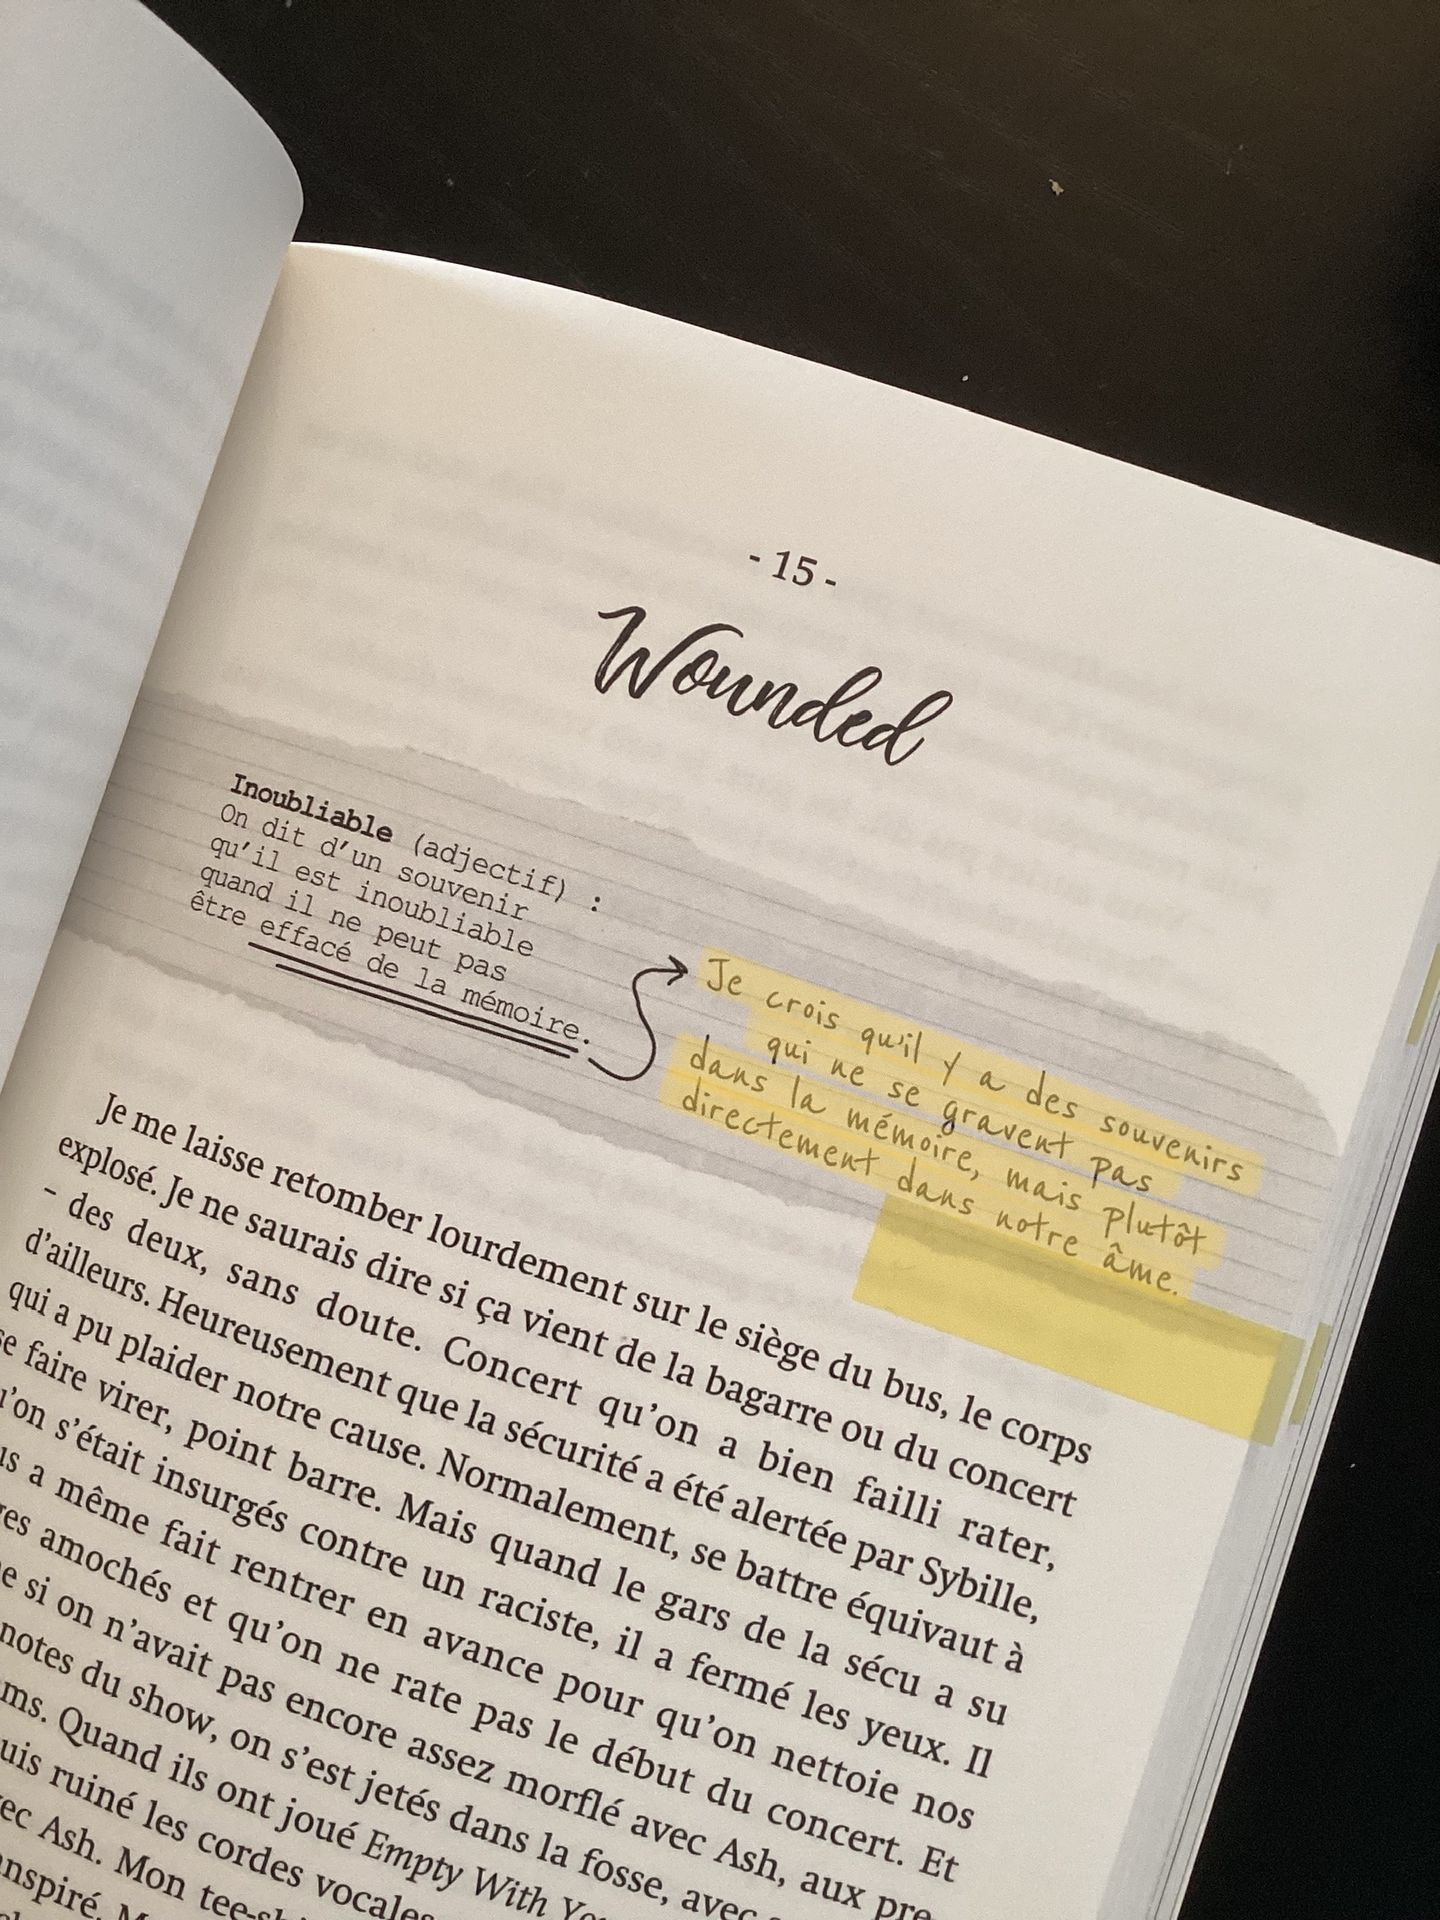 - 15 -
Wounded
Inoubliable (adjectif) :
On dit d'un souvenir
qu'il est inoubliable
quand il ne peut pas
être effacé de la mémoire.
Je crois qu'il y a des souvenirs
qui ne se gravent pas
dans la mémoire, mais plutôt
directement dans notre âme.
Je me laisse retomber lourdement sur le siège du bus, le corps
explosé. Je ne saurais dire si ça vient de la bagarre ou du concert
– des deux, sans doute. Concert qu'on a bien failli rater,
d'ailleurs. Heureusement que la sécurité a été alertée par Sybille,
qui a pu plaider notre cause. Normalement, se battre équivaut à
se faire virer, point barre. Mais quand le gars de la sécu a su
qu'on s'était insurgés contre un raciste, il a fermé les yeux. Il
a même fait rentrer en avance pour qu'on nettoie nos
amochés et qu'on ne rate pas le début du concert. Et
si on n'avait pas encore assez morflé avec Ash, aux pre
notes du show, on s'est jetés dans la fosse, avec
Quand ils ont joué Empty With You
ruiné les cordes vocales
Ash. Mon